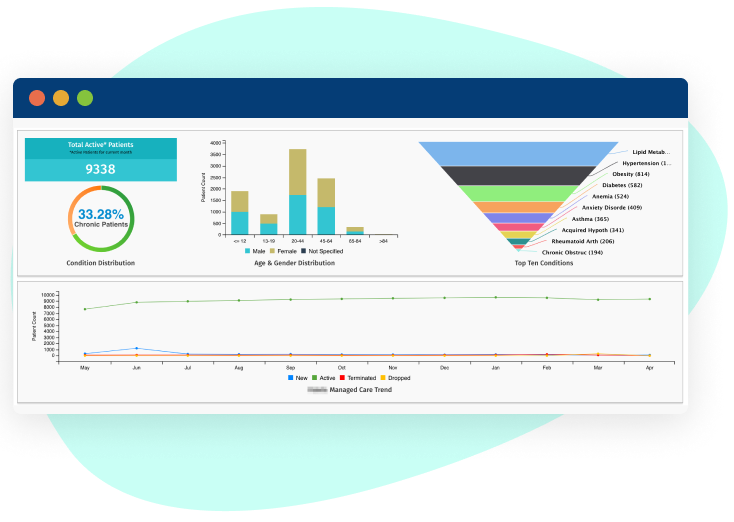 Total Active* Patients
*Active Patients for current month
9338
33.28%
Chronic Patients
Condition Distribution
Patient Count
4000
3500
3000
2500
2000
1500
1000
500
0
<= 12 13-19 20-44 45-64 65-84 >84
Male Female Not Specified
Age & Gender Distribution
Lipid Metab...
Hypertension (1...
Obesity (814)
Diabetes (582)
Anemia (524)
Anxiety Disorde (409)
Asthma (365)
Acquired Hypoth (341)
Rheumatoid Arth (206)
Chronic Obstruc (194)
Top Ten Conditions
Patient Count
10000
9000
8000
7000
6000
5000
4000
3000
2000
1000
0
May Jun Jul Aug Sep Oct Nov Dec Jan Feb Mar Apr
New Active Terminated Dropped
Managed Care Trend